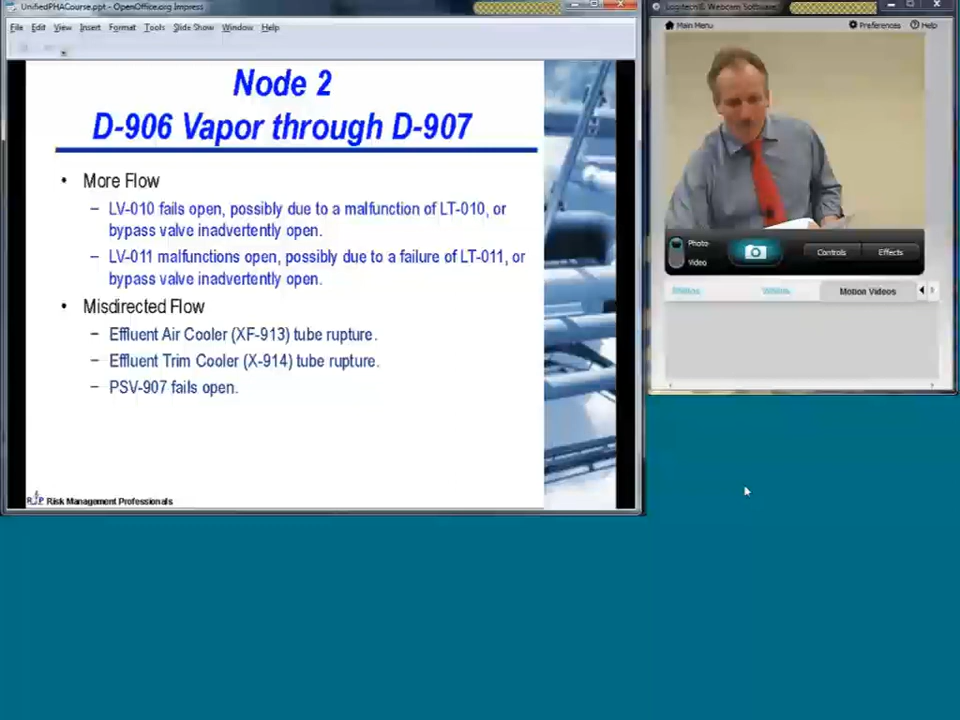 UnifiedPHACourse.ppt - OpenOffice.org Impress
File Edit View Insert Format Tools Slide Show Window Help
Node 2
D-906 Vapor through D-907
• More Flow
– LV-010 fails open, possibly due to a malfunction of LT-010, or
bypass valve inadvertently open.
– LV-011 malfunctions open, possibly due to a failure of LT-011, or
bypass valve inadvertently open.
• Misdirected Flow
– Effluent Air Cooler (XF-913) tube rupture.
– Effluent Trim Cooler (X-914) tube rupture.
– PSV-907 fails open.
Risk Management Professionals
Logitech® Webcam Software
Main Menu
Preferences
Help
Photo
Video
Controls
Effects
Motion Videos